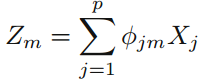 $Z_m = \sum_{j=1}^{p} \phi_{jm} X_j$